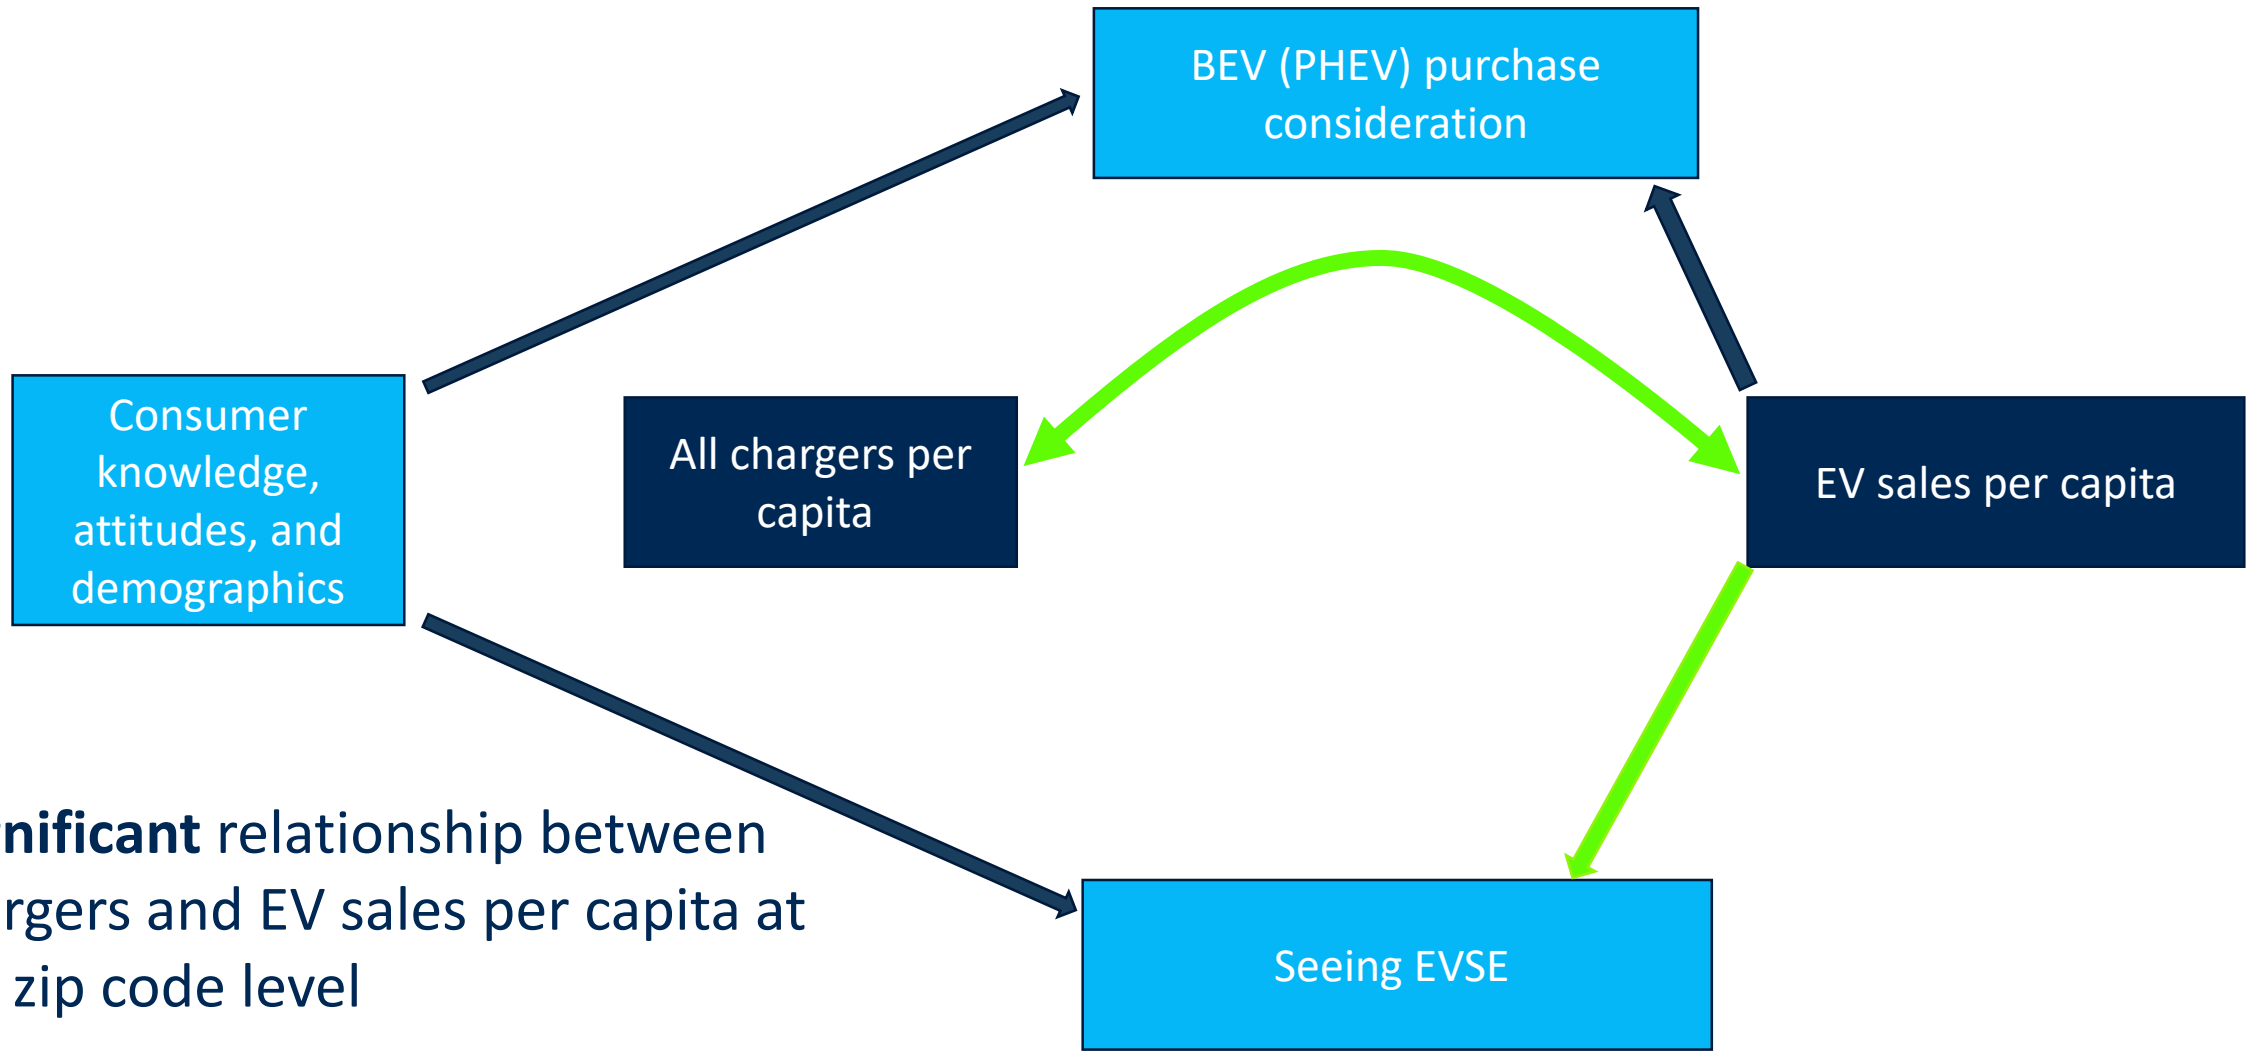 BEV (PHEV) purchase
consideration
Consumer
knowledge,
attitudes, and
demographics
All chargers per
capita
EV sales per capita
nificant relationship between
rgers and EV sales per capita at
zip code level
Seeing EVSE